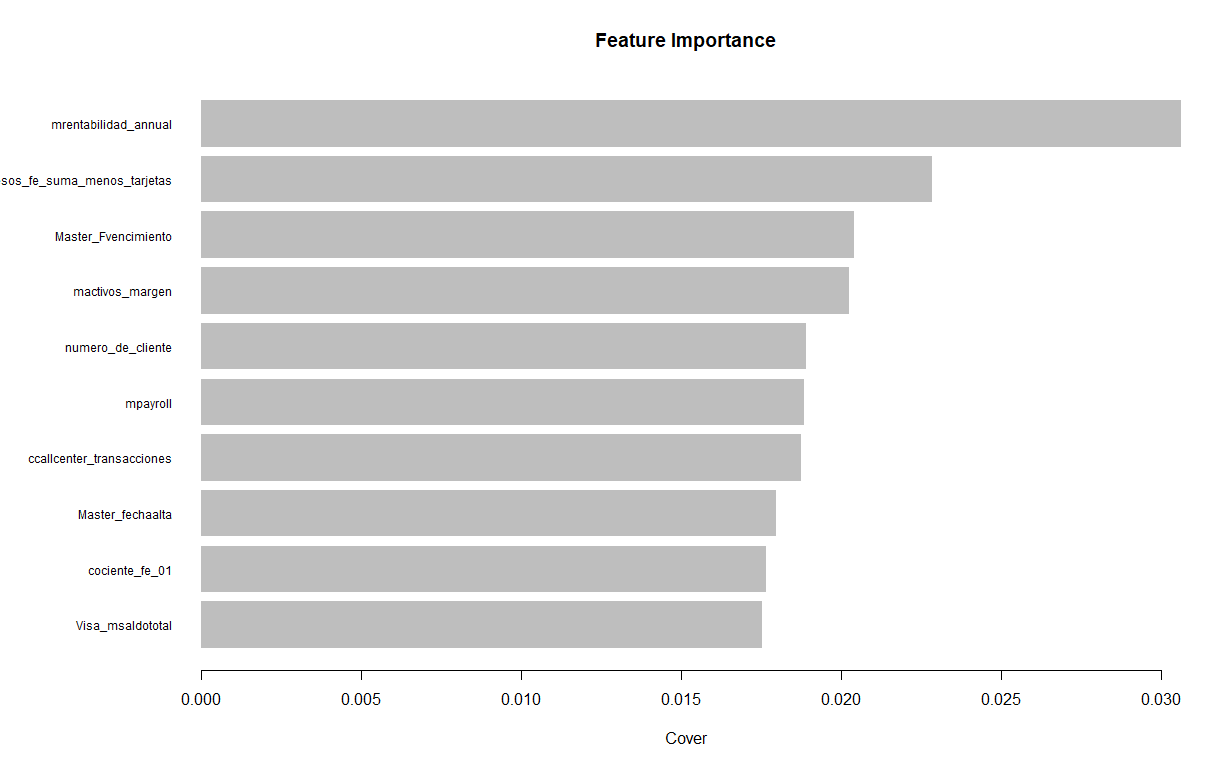 Feature Importance
mrentabilidad_annual
sos_fe_suma_menos_tarjetas
Master_Fvencimiento
mactivos_margen
numero_de_cliente
mpayroll
ccallcenter_transacciones
Master_fechaalta
cociente_fe_01
Visa_msaldototal
0.000 0.005 0.010 0.015 0.020 0.025 0.030
Cover